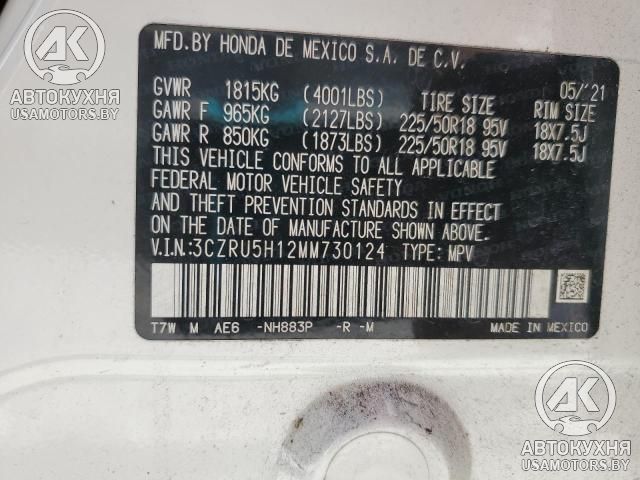 MFD.BY HONDA DE MEXICO S.A. DE C.V.
GVWR 1815KG (4001LBS) TIRE SIZE 05/'21 RIM SIZE
GAWR F 965KG (2127LBS) 225/50R18 95V 18X7.5J
GAWR R 850KG (1873LBS) 225/50R18 95V 18X7.5J
THIS VEHICLE CONFORMS TO ALL APPLICABLE
FEDERAL MOTOR VEHICLE SAFETY
AND THEFT PREVENTION STANDARDS IN EFFECT
ON THE DATE OF MANUFACTURE SHOWN ABOVE.
V.I.N.:3CZRU5H12MM730124 TYPE: MPV
T7W M AE6 -NH883P -R -M MADE IN MEXICO
AK
АВТОКУХНЯ
USAMOTORS.BY
AK
АВТОКУХНЯ
USAMOTORS.BY